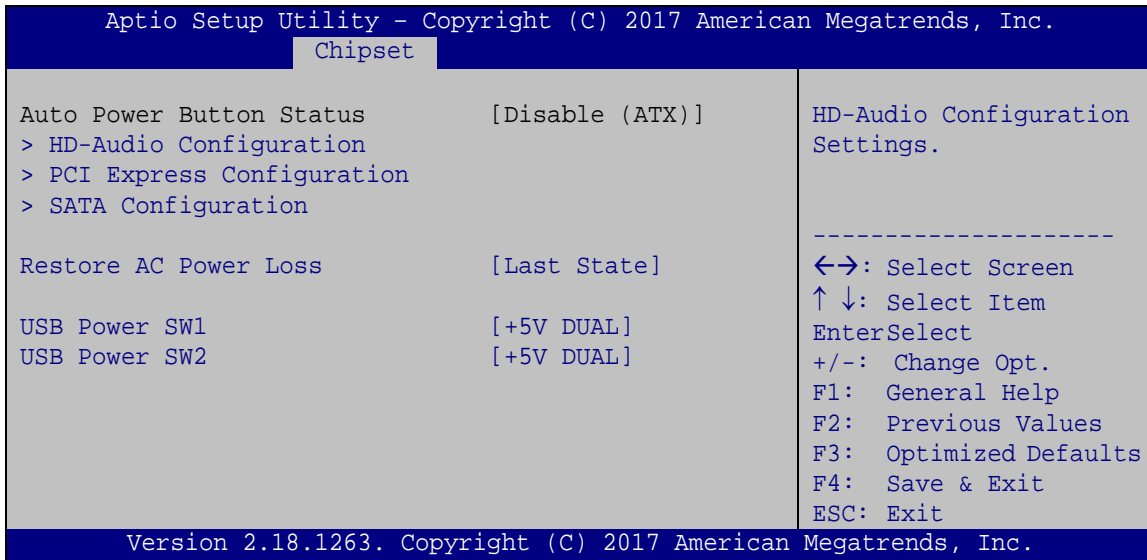 Aptio Setup Utility – Copyright (C) 2017 American Megatrends, Inc.
Chipset
Auto Power Button Status [Disable (ATX)]
> HD-Audio Configuration
> PCI Express Configuration
> SATA Configuration
Restore AC Power Loss [Last State]
USB Power SW1 [+5V DUAL]
USB Power SW2 [+5V DUAL]
HD-Audio Configuration
Settings.
---------------------
←→: Select Screen
↑ ↓: Select Item
EnterSelect
+/-: Change Opt.
F1: General Help
F2: Previous Values
F3: Optimized Defaults
F4: Save & Exit
ESC: Exit
Version 2.18.1263. Copyright (C) 2017 American Megatrends, Inc.